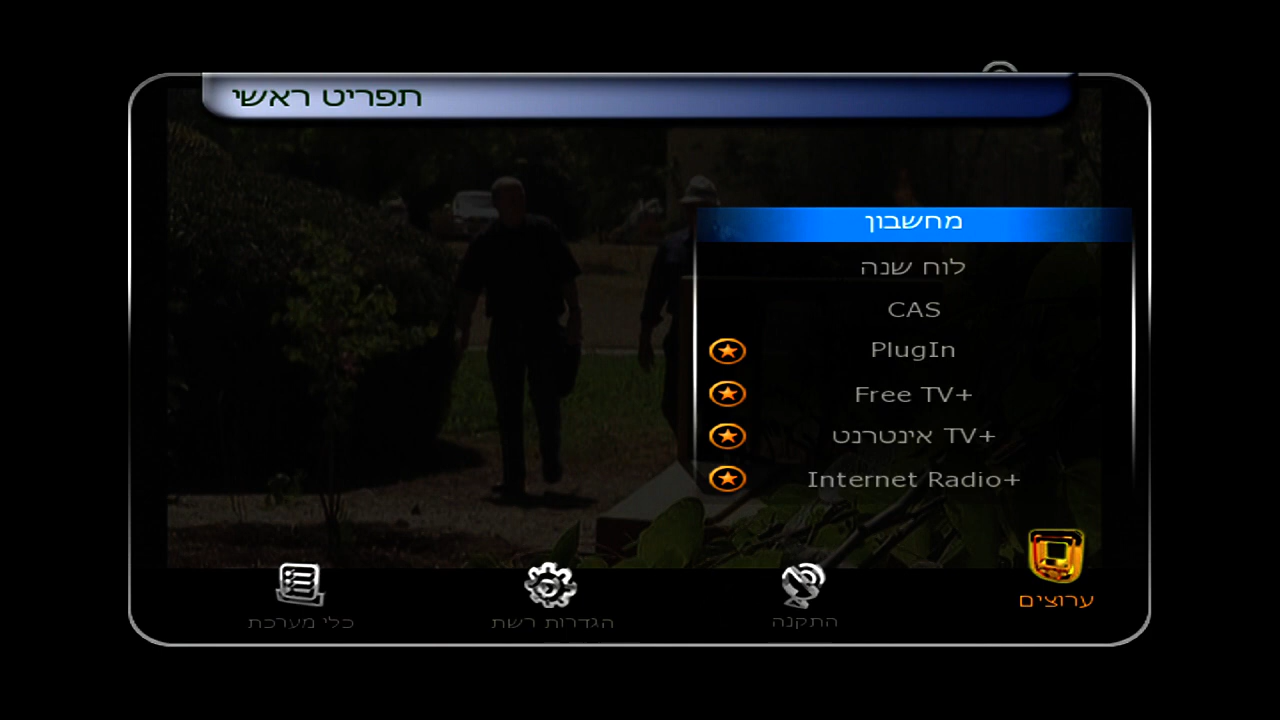 תפריט ראשי
מחשבון
לוח שנה
CAS
PlugIn
Free TV+
TV+ אינטרנט
Internet Radio+
ערוצים
התקנה
הגדרות רשת
כלי מערכת